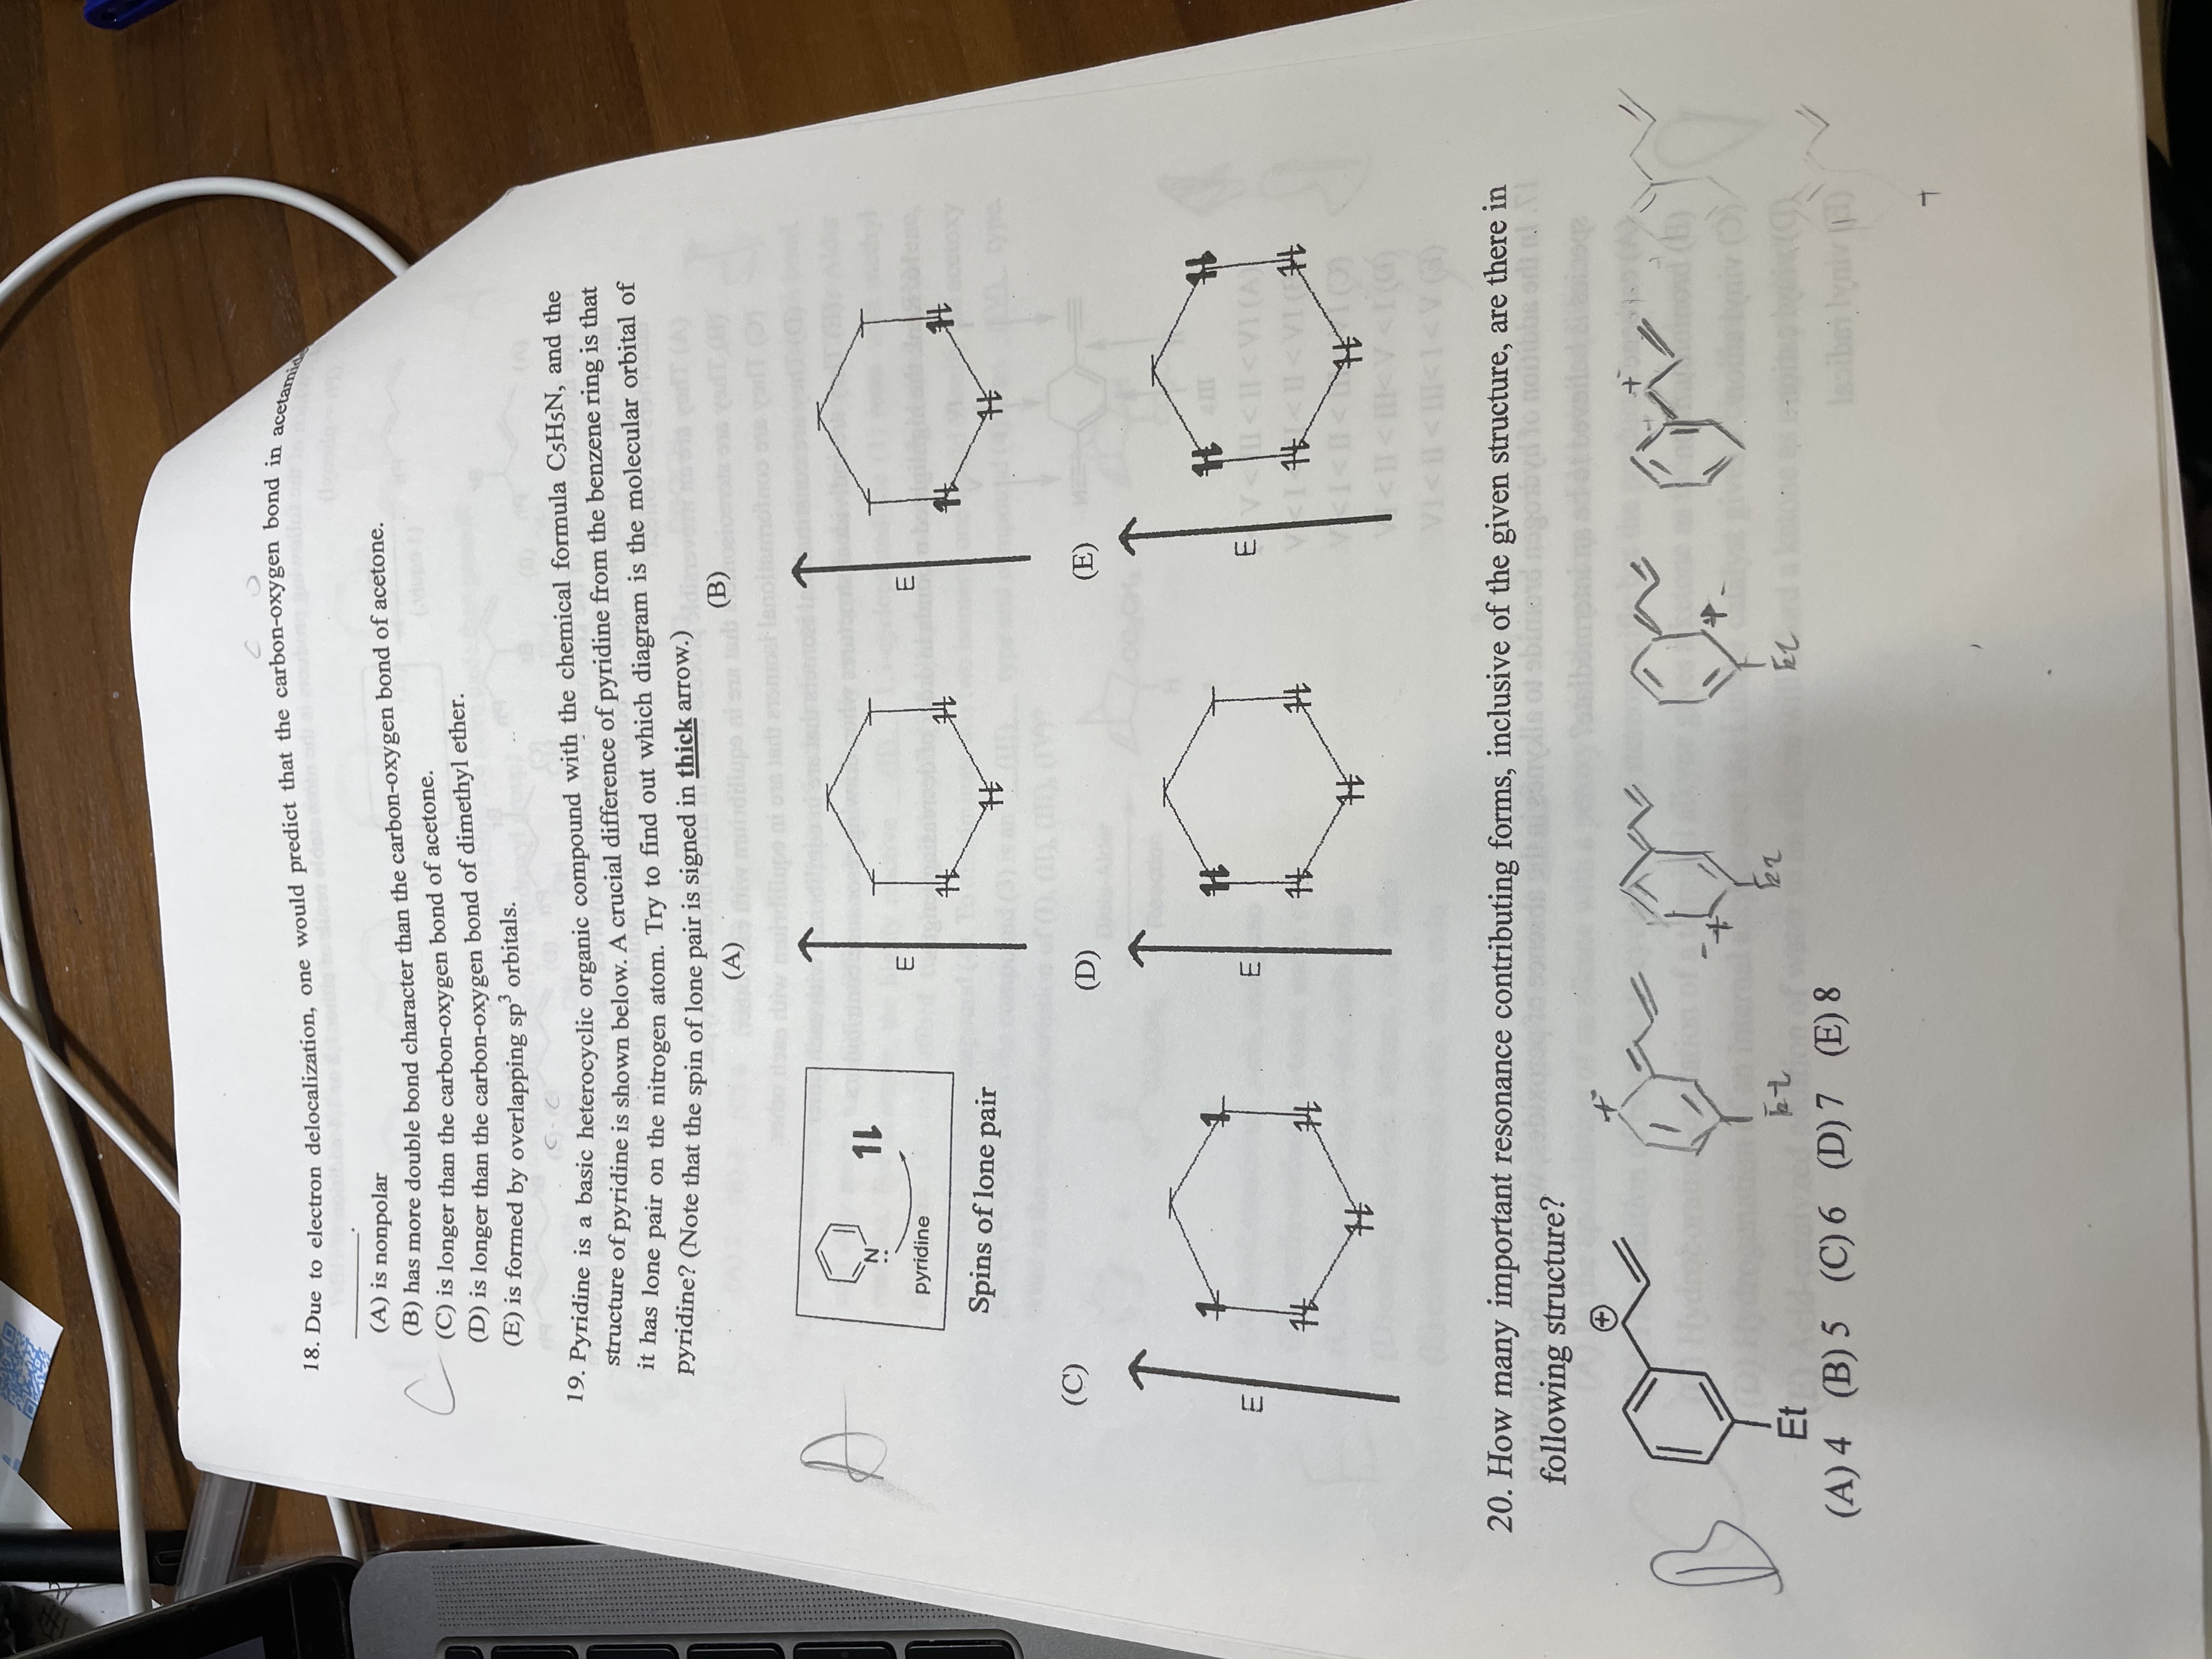 18. Due to electron delocalization, one would predict that the carbon-oxygen bond in
C O
________.
(A) is nonpolar
(B) has more double bond character than the carbon-oxygen bond of acetone.
(C) is longer than the carbon-oxygen bond of acetone.
(D) is longer than the carbon-oxygen bond of dimethyl ether.
(E) is formed by overlapping sp³ orbitals.
C
C-C
19. Pyridine is a basic heterocyclic organic compound with the chemical formula C5H5N, and the
structure of pyridine is shown below. A crucial difference of pyridine from the benzene ring is that
it has lone pair on the nitrogen atom. Try to find out which diagram is the molecular orbital of
pyridine? (Note that the spin of lone pair is signed in thick arrow.)
A
(A)
(B)
N
pyridine
Spins of lone pair
E
E
(C)
(D)
(E)
E
E
E
20. How many important resonance contributing forms, inclusive of the given structure, are there in
following structure?
B
+
Et
+
Et
+
Et
+
Et
+
(A) 4 (B) 5 (C) 6 (D) 7 (E) 8